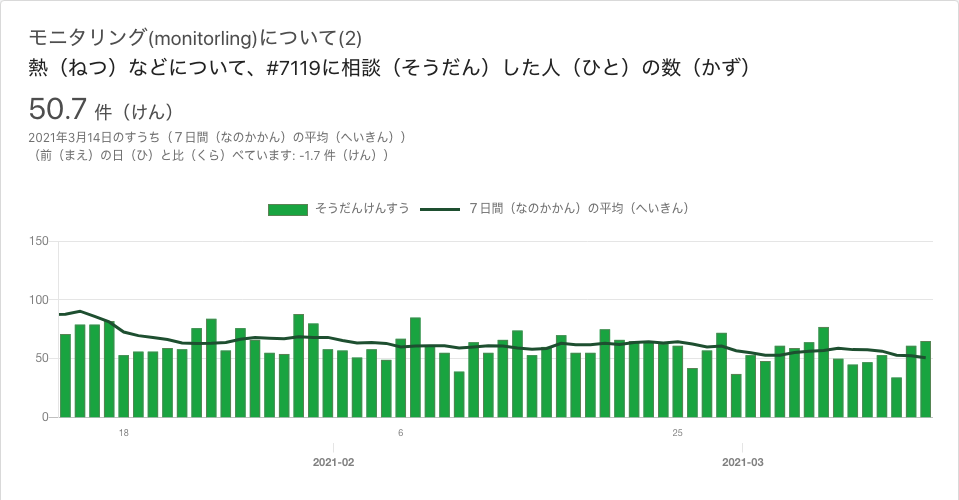 モニタリング(monitorling)について(2)
熱（ねつ）などについて、#7119に相談（そうだん）した人（ひと）の数（かず）
50.7 件（けん）
2021年3月14日のすうち（７日間（なのかかん）の平均（へいきん））
（前（まえ）の日（ひ）と比（くら）べています: -1.7 件（けん））
そうだんけんすう ７日間（なのかかん）の平均（へいきん）
150
100
50
0
18 6 25
2021-02 2021-03